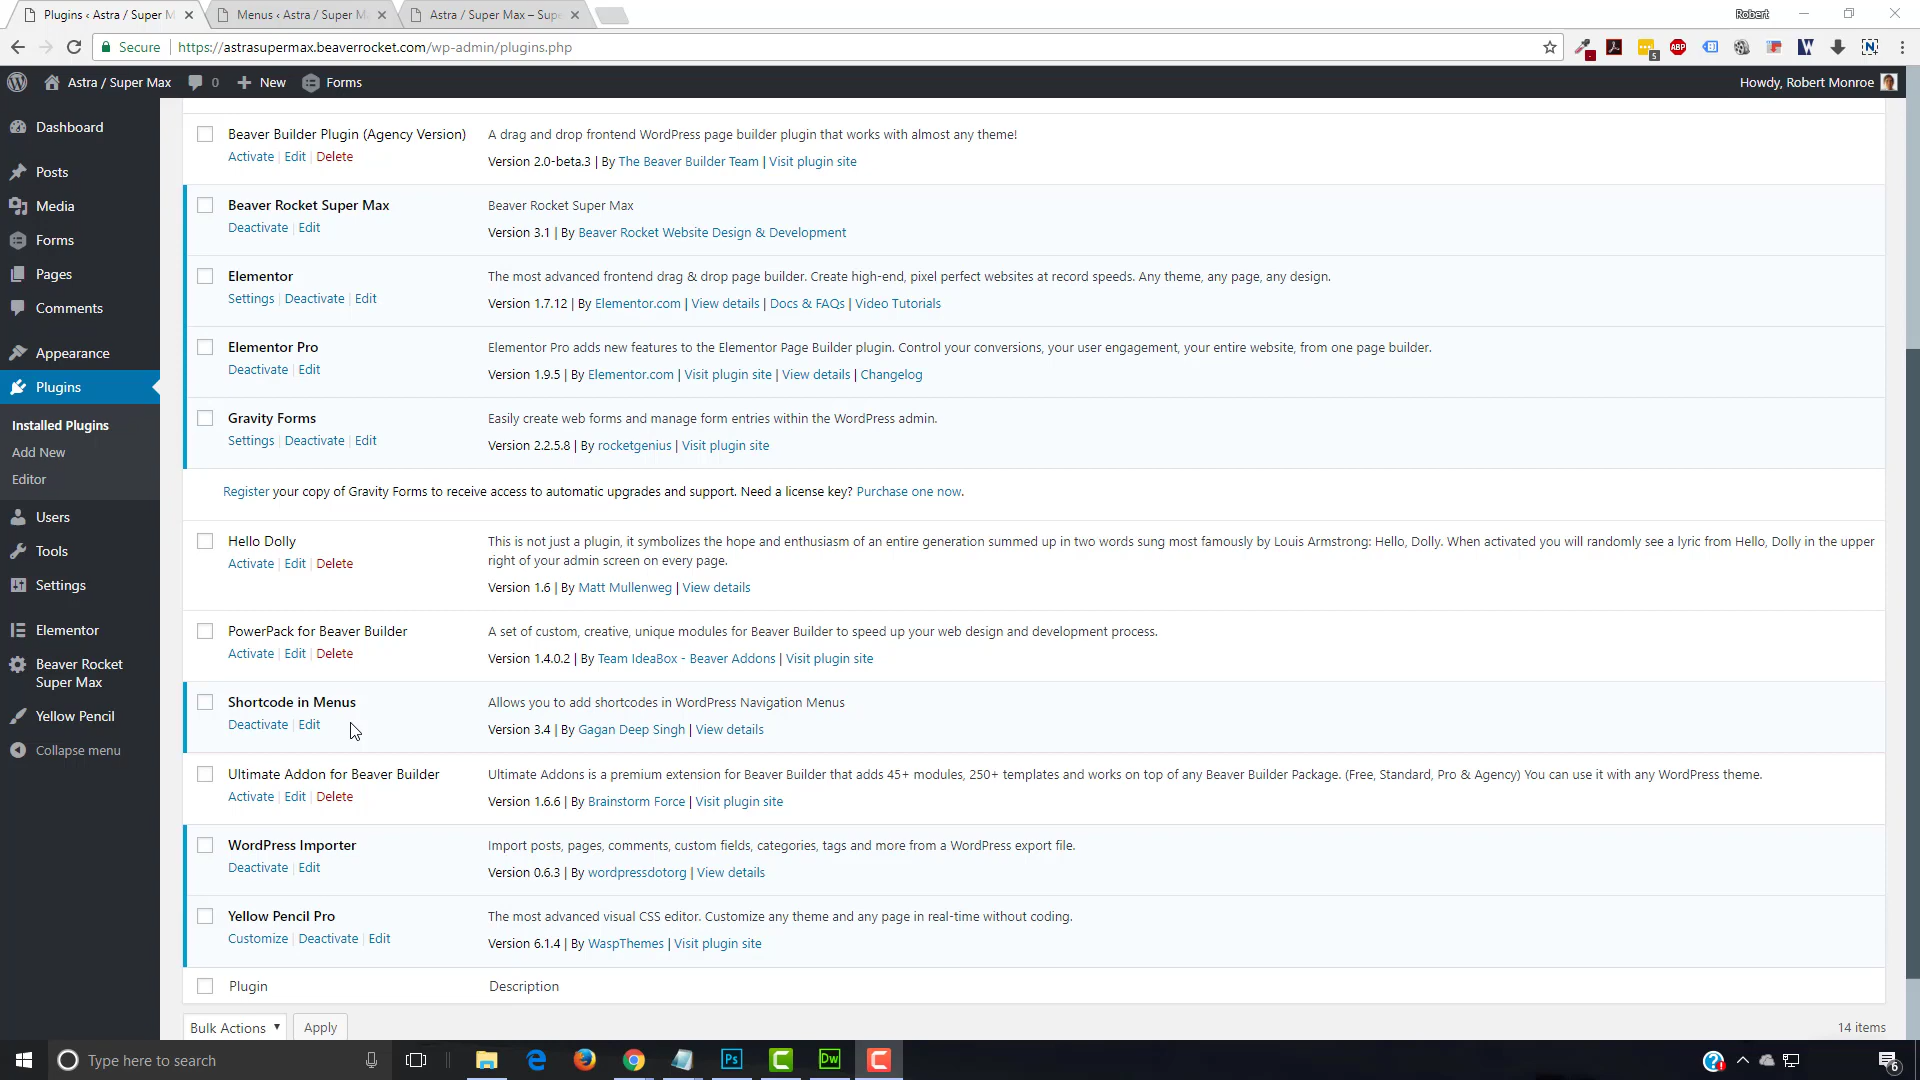 Plugins ‹ Astra / Super M
Menus ‹ Astra / Super M
Astra / Super Max – Supe
Robert
Secure
https://astrasupermax.beaverrocket.com/wp-admin/plugins.php
5
ABP
W
N
Astra / Super Max
0
New
Forms
Howdy, Robert Monroe
Dashboard
Posts
Media
Forms
Pages
Comments
Appearance
Plugins
Installed Plugins
Add New
Editor
Users
Tools
Settings
Elementor
Beaver Rocket
Super Max
Yellow Pencil
Collapse menu
Beaver Builder Plugin (Agency Version)
Activate | Edit | Delete
A drag and drop frontend WordPress page builder plugin that works with almost any theme!
Version 2.0-beta.3 | By The Beaver Builder Team | Visit plugin site
Beaver Rocket Super Max
Deactivate | Edit
Beaver Rocket Super Max
Version 3.1 | By Beaver Rocket Website Design & Development
Elementor
Settings | Deactivate | Edit
The most advanced frontend drag & drop page builder. Create high-end, pixel perfect websites at record speeds. Any theme, any page, any design.
Version 1.7.12 | By Elementor.com | View details | Docs & FAQs | Video Tutorials
Elementor Pro
Deactivate | Edit
Elementor Pro adds new features to the Elementor Page Builder plugin. Control your conversions, your user engagement, your entire website, from one page builder.
Version 1.9.5 | By Elementor.com | Visit plugin site | View details | Changelog
Gravity Forms
Settings | Deactivate | Edit
Easily create web forms and manage form entries within the WordPress admin.
Version 2.2.5.8 | By rocketgenius | Visit plugin site
Register your copy of Gravity Forms to receive access to automatic upgrades and support. Need a license key? Purchase one now.
Hello Dolly
Activate | Edit | Delete
This is not just a plugin, it symbolizes the hope and enthusiasm of an entire generation summed up in two words sung most famously by Louis Armstrong: Hello, Dolly. When activated you will randomly see a lyric from Hello, Dolly in the upper
right of your admin screen on every page.
Version 1.6 | By Matt Mullenweg | View details
PowerPack for Beaver Builder
Activate | Edit | Delete
A set of custom, creative, unique modules for Beaver Builder to speed up your web design and development process.
Version 1.4.0.2 | By Team IdeaBox - Beaver Addons | Visit plugin site
Shortcode in Menus
Deactivate | Edit
Allows you to add shortcodes in WordPress Navigation Menus
Version 3.4 | By Gagan Deep Singh | View details
Ultimate Addon for Beaver Builder
Activate | Edit | Delete
Ultimate Addons is a premium extension for Beaver Builder that adds 45+ modules, 250+ templates and works on top of any Beaver Builder Package. (Free, Standard, Pro & Agency) You can use it with any WordPress theme.
Version 1.6.6 | By Brainstorm Force | Visit plugin site
WordPress Importer
Deactivate | Edit
Import posts, pages, comments, custom fields, categories, tags and more from a WordPress export file.
Version 0.6.3 | By wordpressdotorg | View details
Yellow Pencil Pro
Customize | Deactivate | Edit
The most advanced visual CSS editor. Customize any theme and any page in real-time without coding.
Version 6.1.4 | By WaspThemes | Visit plugin site
Plugin
Description
Bulk Actions
Apply
14 items
Type here to search
Ps
Dw
6